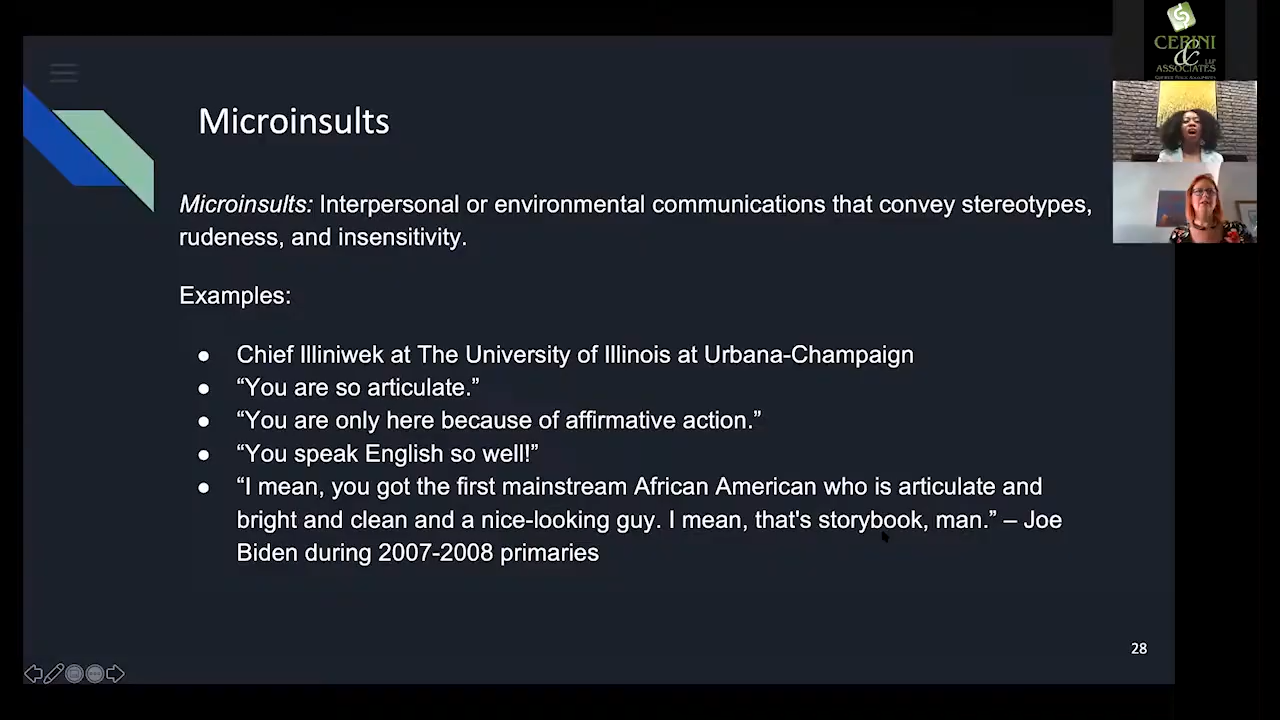 CERINI
&
LLP
ASSOCIATES
Microinsults
Microinsults: Interpersonal or environmental communications that convey stereotypes,
rudeness, and insensitivity.
Examples:
● Chief Illiniwek at The University of Illinois at Urbana-Champaign
● “You are so articulate.”
● “You are only here because of affirmative action.”
● “You speak English so well!”
● “I mean, you got the first mainstream African American who is articulate and
bright and clean and a nice-looking guy. I mean, that's storybook, man.” – Joe
Biden during 2007-2008 primaries
28